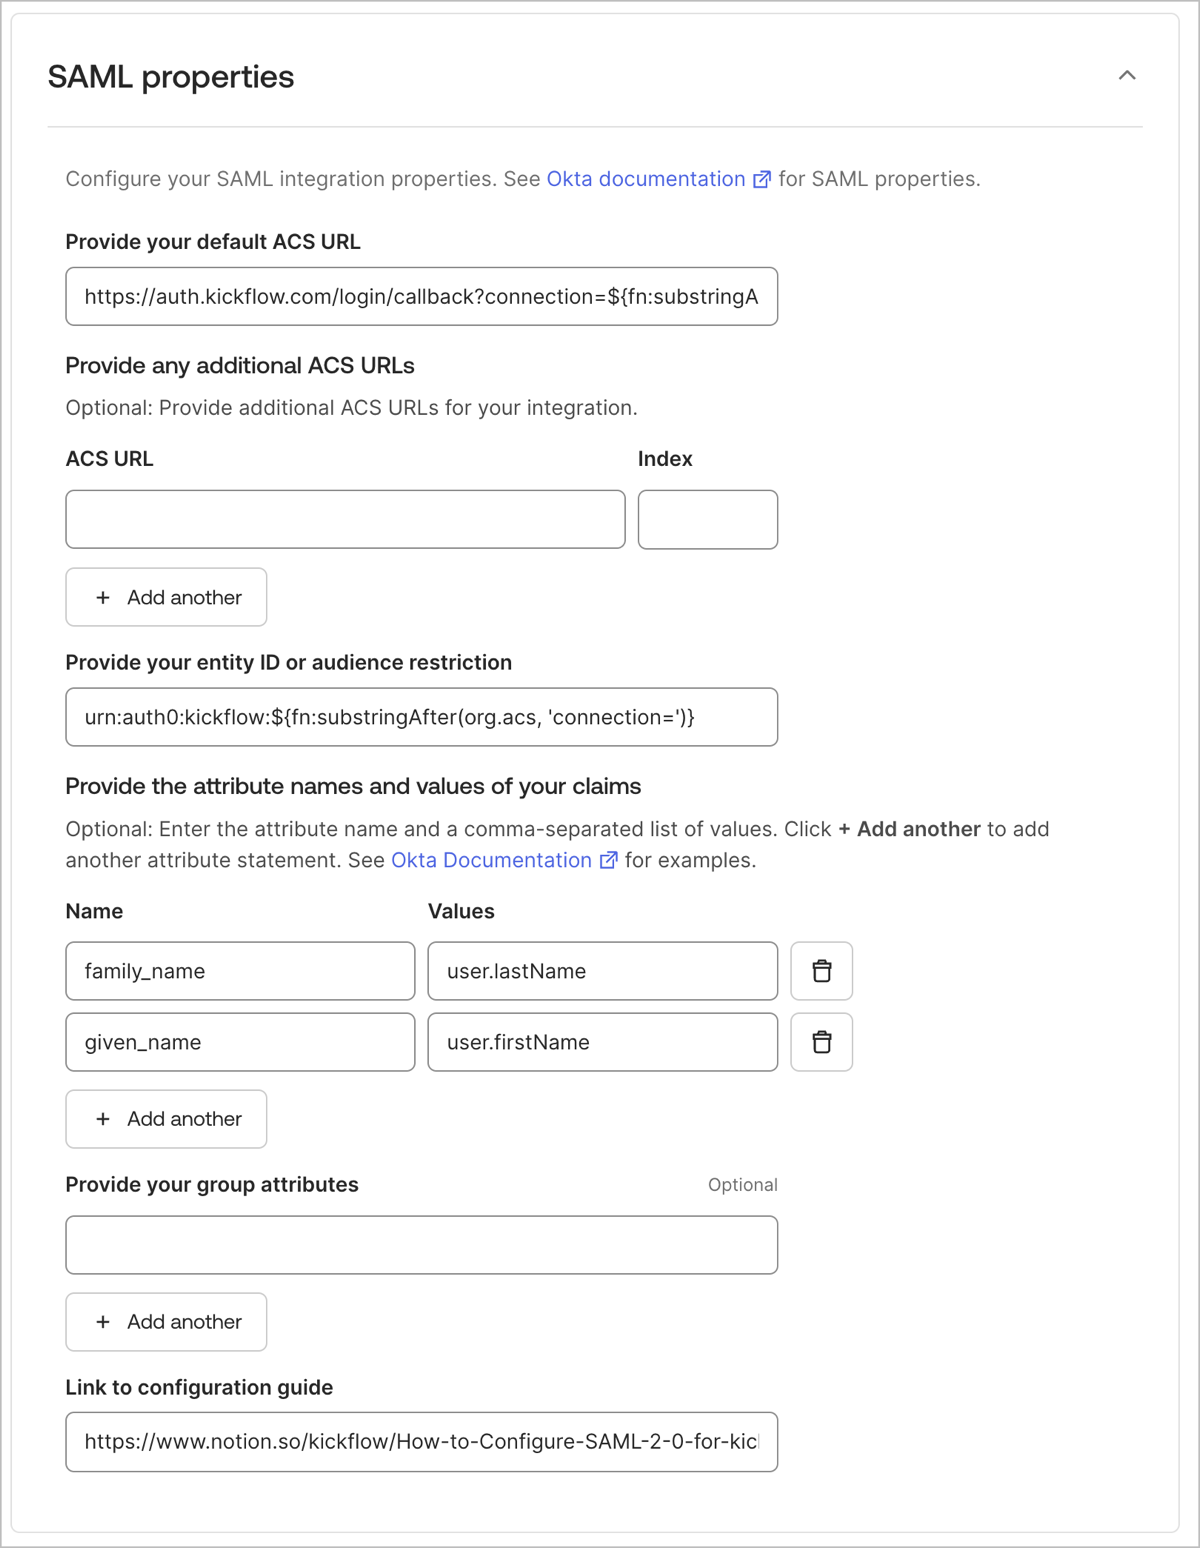 SAML properties
Configure your SAML integration properties. See Okta documentation for SAML properties.
Provide your default ACS URL
https://auth.kickflow.com/login/callback?connection=${fn:substringA
Provide any additional ACS URLs
Optional: Provide additional ACS URLs for your integration.
ACS URL Index
+ Add another
Provide your entity ID or audience restriction
urn:auth0:kickflow:${fn:substringAfter(org.acs, 'connection=')}
Provide the attribute names and values of your claims
Optional: Enter the attribute name and a comma-separated list of values. Click + Add another to add
another attribute statement. See Okta Documentation for examples.
Name Values
family_name user.lastName
given_name user.firstName
+ Add another
Provide your group attributes Optional
+ Add another
Link to configuration guide
https://www.notion.so/kickflow/How-to-Configure-SAML-2-0-for-kic